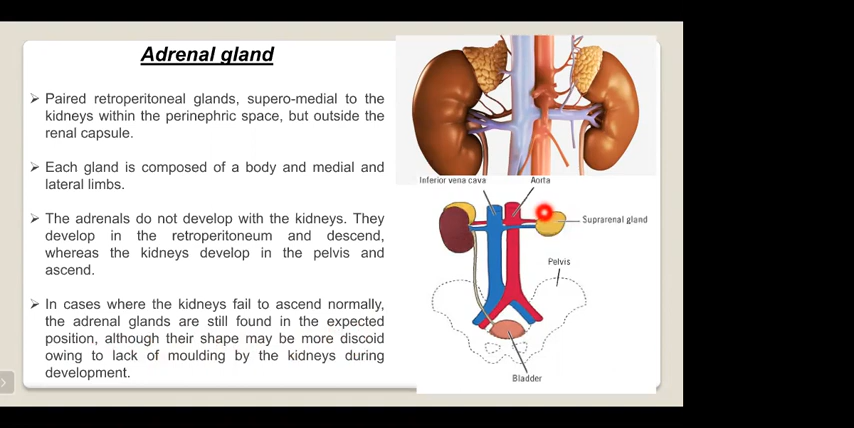 Adrenal gland
➢ Paired retroperitoneal glands, supero-medial to the
kidneys within the perinephric space, but outside the
renal capsule.
➢ Each gland is composed of a body and medial and
lateral limbs.
➢ The adrenals do not develop with the kidneys. They
develop in the retroperitoneum and descend,
whereas the kidneys develop in the pelvis and
ascend.
➢ In cases where the kidneys fail to ascend normally,
the adrenal glands are still found in the expected
position, although their shape may be more discoid
owing to lack of moulding by the kidneys during
development.
Inferior vena cava
Aorta
Suprarenal gland
Pelvis
Bladder